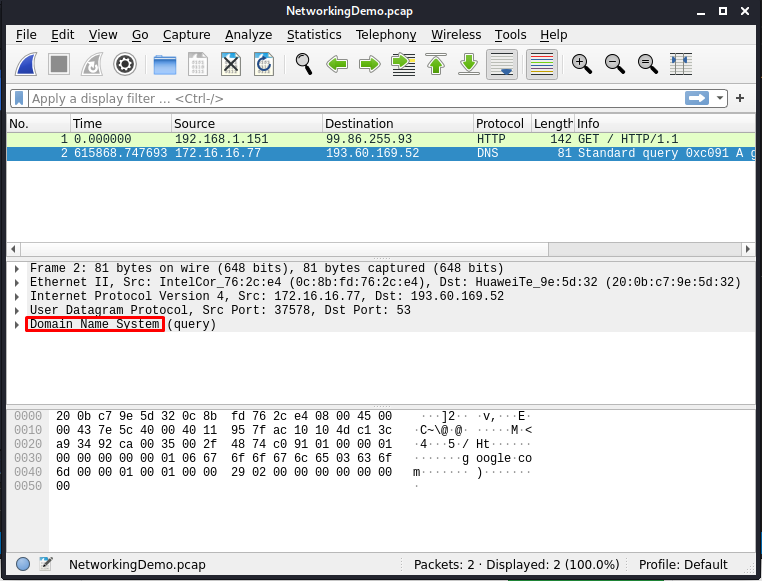 NetworkingDemo.pcap
File Edit View Go Capture Analyze Statistics Telephony Wireless Tools Help
Apply a display filter ... <Ctrl-/>
No. Time Source Destination Protocol Length Info
1 0.000000 192.168.1.151 99.86.255.93 HTTP 142 GET / HTTP/1.1
2 615868.747693 172.16.16.77 193.60.169.52 DNS 81 Standard query 0xc091 A g
Frame 2: 81 bytes on wire (648 bits), 81 bytes captured (648 bits)
Ethernet II, Src: IntelCor_76:2c:e4 (0c:8b:fd:76:2c:e4), Dst: HuaweiTe_9e:5d:32 (20:0b:c7:9e:5d:32)
Internet Protocol Version 4, Src: 172.16.16.77, Dst: 193.60.169.52
User Datagram Protocol, Src Port: 37578, Dst Port: 53
Domain Name System (query)
0000 20 0b c7 9e 5d 32 0c 8b fd 76 2c e4 08 00 45 00 ···]2·· ·v,···E·
0010 00 43 7e 5c 40 00 40 11 95 7f ac 10 10 4d c1 3c ·C~\@·@· ·····M·<
0020 a9 34 92 ca 00 35 00 2f 48 74 c0 91 01 00 00 01 ·4···5·/ Ht······
0030 00 00 00 00 00 01 06 67 6f 6f 67 6c 65 03 63 6f ·······g oogle·co
0040 6d 00 00 01 00 01 00 00 29 02 00 00 00 00 00 00 m······· )·······
0050 00 ·
NetworkingDemo.pcap Packets: 2 · Displayed: 2 (100.0%) Profile: Default